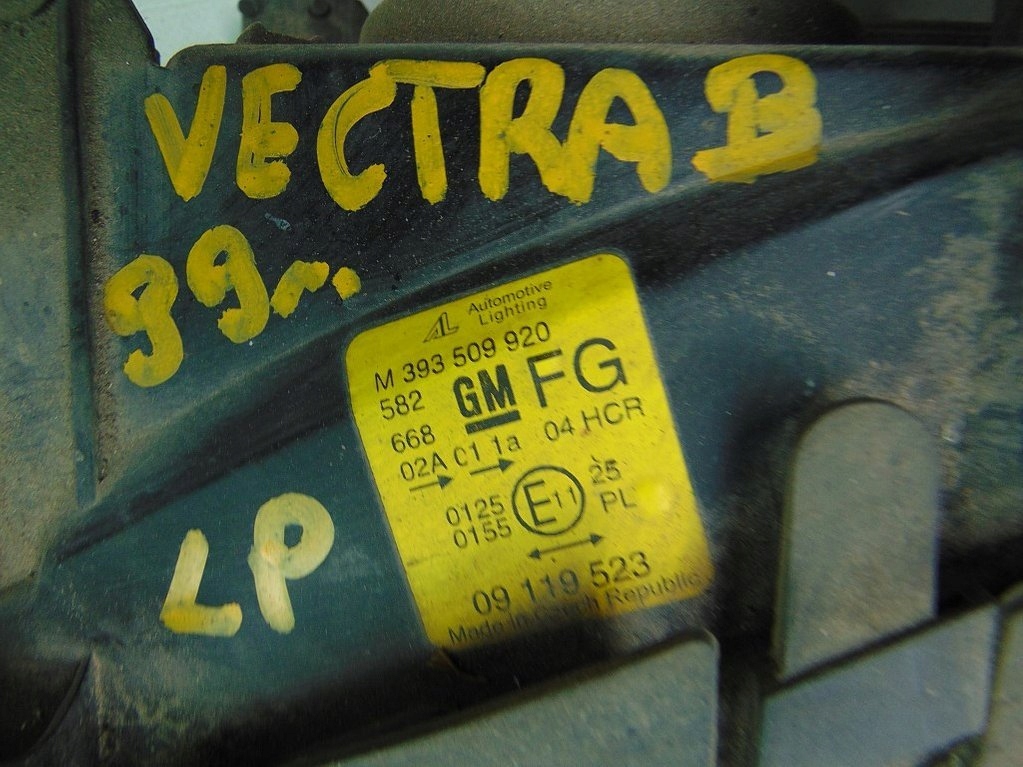 VECTRA B
99r.
LP
AL Automotive Lighting
M 393 509 920
582 GM FG
668
02A C1 1a 04 HCR
0125 E11 25
0155 PL
09 119 523
Made in Czech Republic